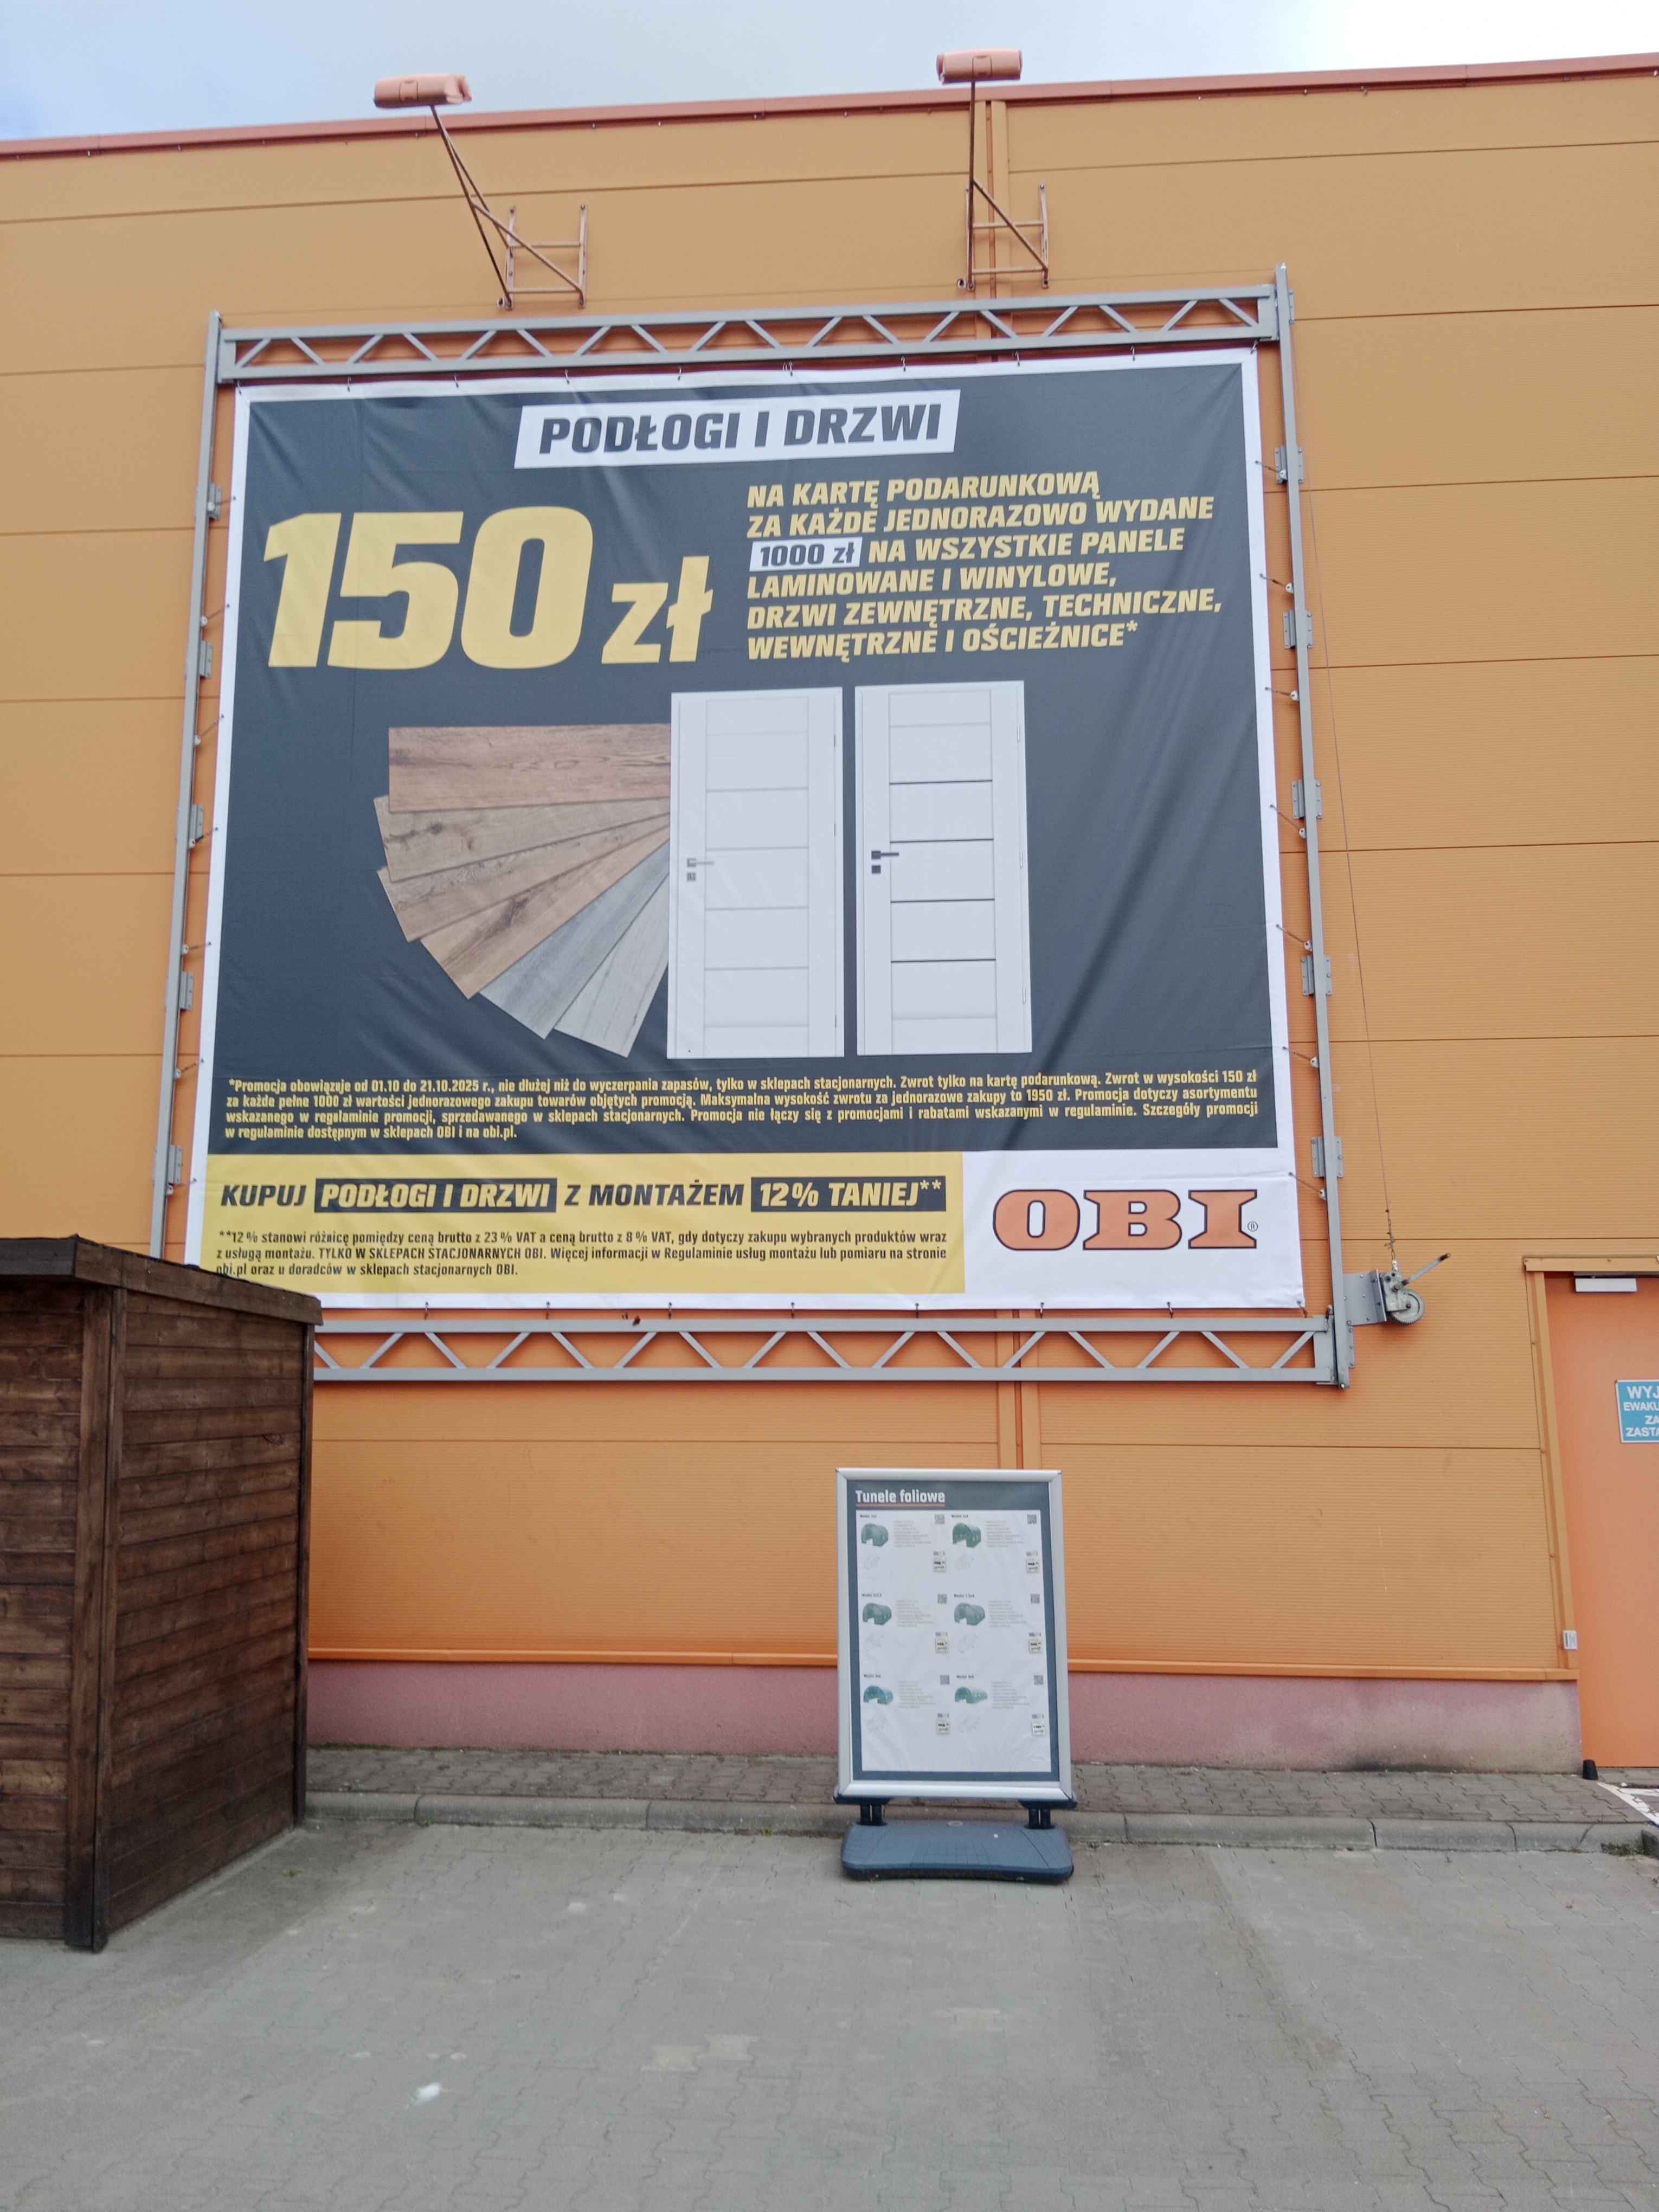 PODŁOGI I DRZWI
150 zł
NA KARTĘ PODARUNKOWĄ
ZA KAŻDE JEDNORAZOWO WYDANE
1000 zł NA WSZYSTKIE PANELE
LAMINOWANE I WINYLOWE,
DRZWI ZEWNĘTRZNE, TECHNICZNE,
WEWNĘTRZNE I OŚCIEŻNICE*
*Promocja obowiązuje od 01.10 do 21.10.2025 r., nie dłużej niż do wyczerpania zapasów, tylko w sklepach stacjonarnych. Zwrot tylko na kartę podarunkową. Zwrot w wysokości 150 zł
za każde pełne 1000 zł wartości jednorazowego zakupu towarów objętych promocją. Maksymalna wysokość zwrotu za jednorazowe zakupy to 1950 zł. Promocja dotyczy asortymentu
wskazanego w regulaminie promocji, sprzedawanego w sklepach stacjonarnych. Promocja nie łączy się z promocjami i rabatami wskazanymi w regulaminie. Szczegóły promocji
w regulaminie dostępnym w sklepach OBI i na obi.pl.
KUPUJ PODŁOGI I DRZWI Z MONTAŻEM 12% TANIEJ**
**12 % stanowi różnicę pomiędzy ceną brutto z 23 % VAT a ceną brutto z 8 % VAT, gdy dotyczy zakupu wybranych produktów wraz
z usługą montażu. TYLKO W SKLEPACH STACJONARNYCH OBI. Więcej informacji w Regulaminie usług montażu lub pomiaru na stronie
obi.pl oraz u doradców w sklepach stacjonarnych OBI.
OBI®
WYJ
EWAKU
ZA
ZASTA
Tunele foliowe